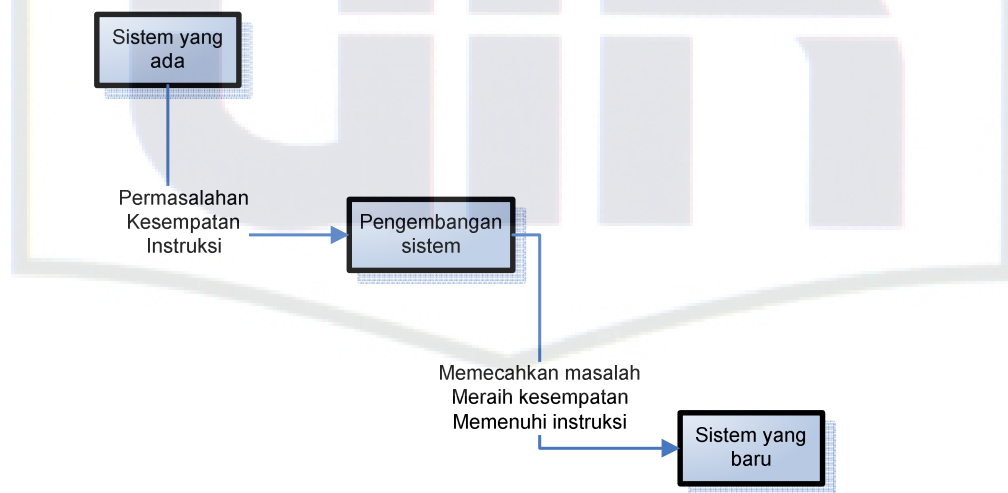 Sistem yang
ada
Permasalahan
Kesempatan
Instruksi
Pengembangan
sistem
Memecahkan masalah
Meraih kesempatan
Memenuhi instruksi
Sistem yang
baru